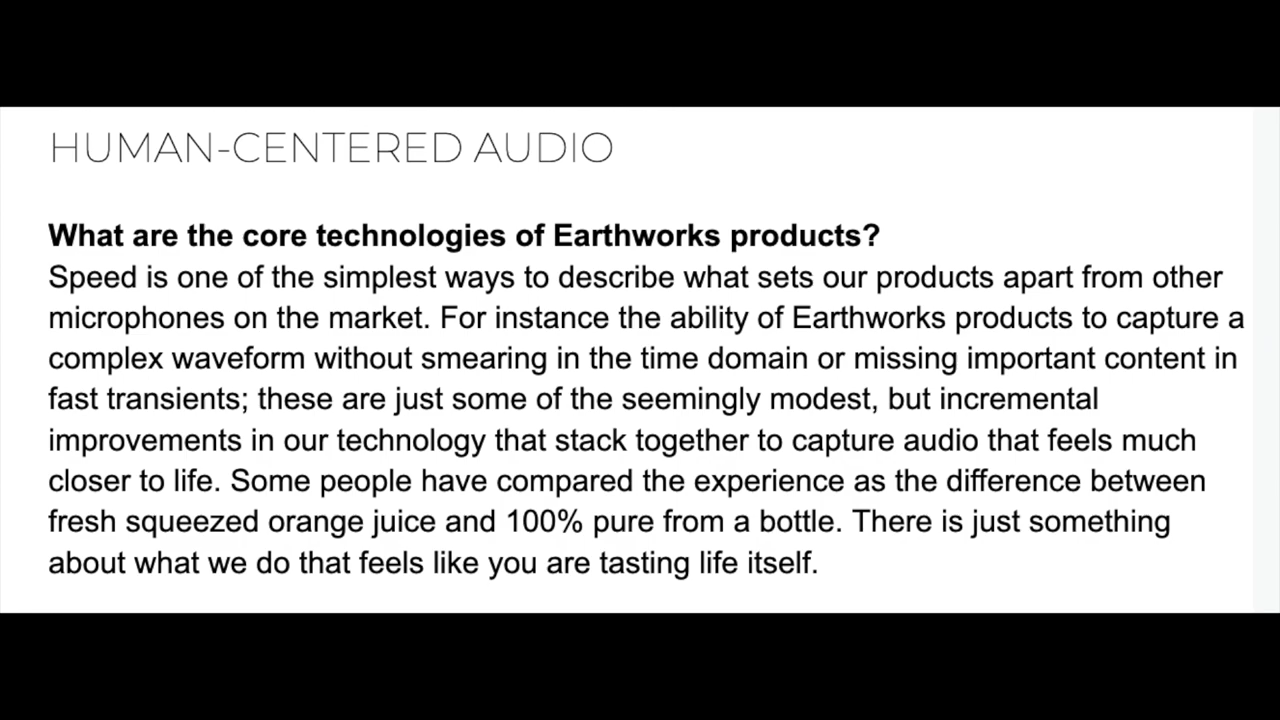 HUMAN-CENTERED AUDIO
What are the core technologies of Earthworks products?
Speed is one of the simplest ways to describe what sets our products apart from other
microphones on the market. For instance the ability of Earthworks products to capture a
complex waveform without smearing in the time domain or missing important content in
fast transients; these are just some of the seemingly modest, but incremental
improvements in our technology that stack together to capture audio that feels much
closer to life. Some people have compared the experience as the difference between
fresh squeezed orange juice and 100% pure from a bottle. There is just something
about what we do that feels like you are tasting life itself.